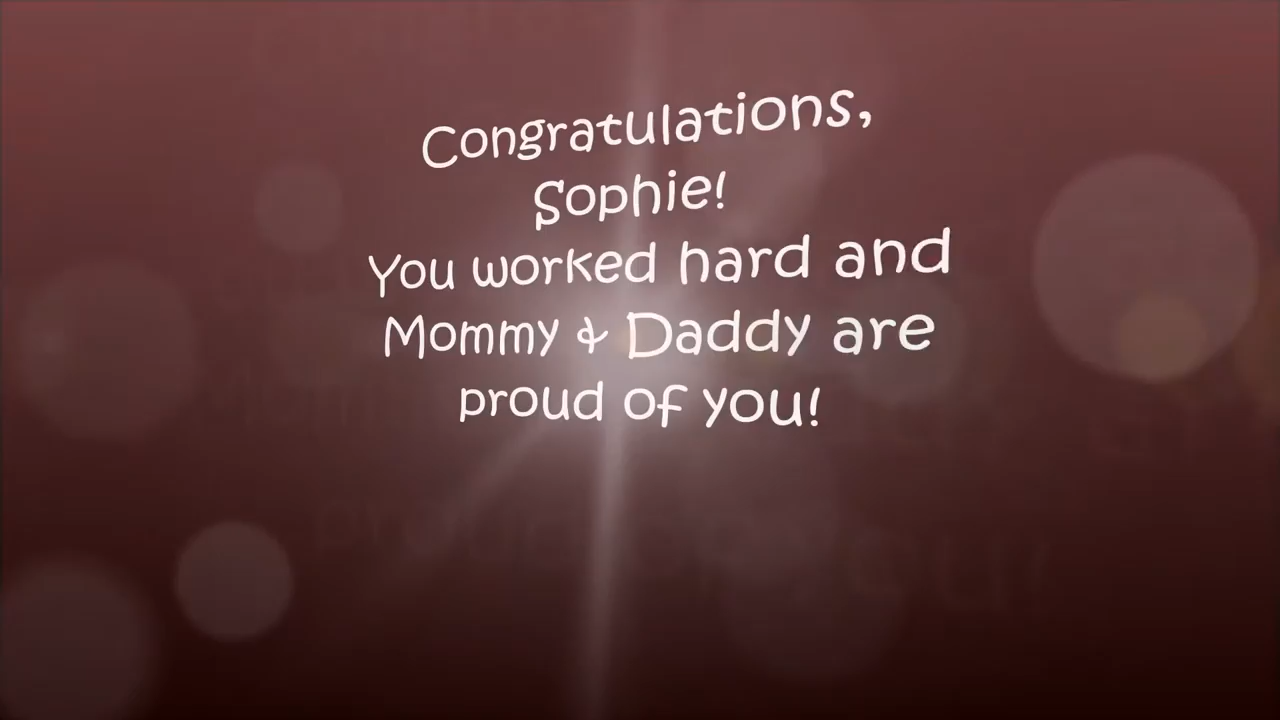 Congratulations,
Sophie!
You worked hard and
Mommy & Daddy are
proud of you!